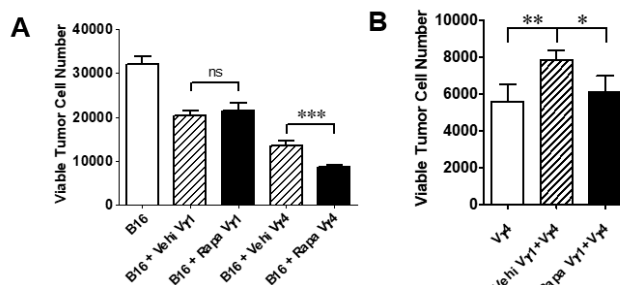 A
Viable Tumor Cell Number
40000
30000
20000
10000
0
ns
***
B16
B16 + Vehi Vγ1
B16 + Rapa Vγ1
B16 + Vehi Vγ4
B16 + Rapa Vγ4
B
Viable Tumor Cell Number
10000
8000
6000
4000
2000
0
**
*
Vγ4
Vehi Vγ1+Vγ4
Rapa Vγ1+Vγ4